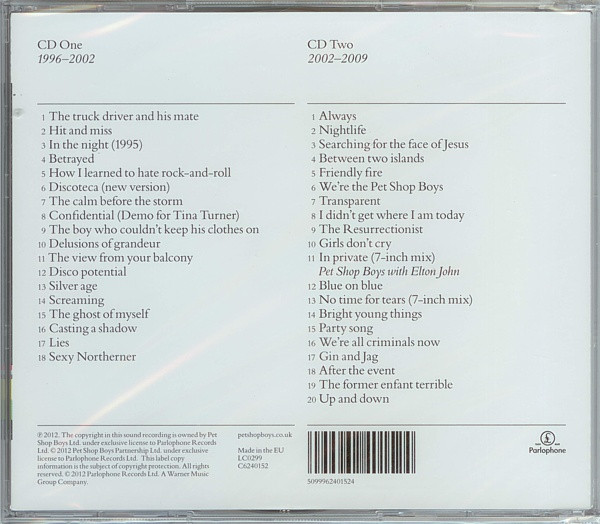 CD One
1996–2002
1 The truck driver and his mate
2 Hit and miss
3 In the night (1995)
4 Betrayed
5 How I learned to hate rock-and-roll
6 Discoteca (new version)
7 The calm before the storm
8 Confidential (Demo for Tina Turner)
9 The boy who couldn't keep his clothes on
10 Delusions of grandeur
11 The view from your balcony
12 Disco potential
13 Silver age
14 Screaming
15 The ghost of myself
16 Casting a shadow
17 Lies
18 Sexy Northerner
CD Two
2002–2009
1 Always
2 Nightlife
3 Searching for the face of Jesus
4 Between two islands
5 Friendly fire
6 We're the Pet Shop Boys
7 Transparent
8 I didn't get where I am today
9 The Resurrectionist
10 Girls don't cry
11 In private (7-inch mix)
Pet Shop Boys with Elton John
12 Blue on blue
13 No time for tears (7-inch mix)
14 Bright young things
15 Party song
16 We're all criminals now
17 Gin and Jag
18 After the event
19 The former enfant terrible
20 Up and down
℗ 2012. The copyright in this sound recording is owned by Pet
Shop Boys Ltd. under exclusive license to Parlophone Records
Ltd. © 2012 Pet Shop Boys Partnership Ltd. under exclusive
license to Parlophone Records Ltd. This label copy
information is the subject of copyright protection. All rights
reserved. © 2012 Parlophone Records Ltd. A Warner Music
Group Company.
petshopboys.co.uk
Made in the EU
LC0299
C6240152
5099962401524
Parlophone